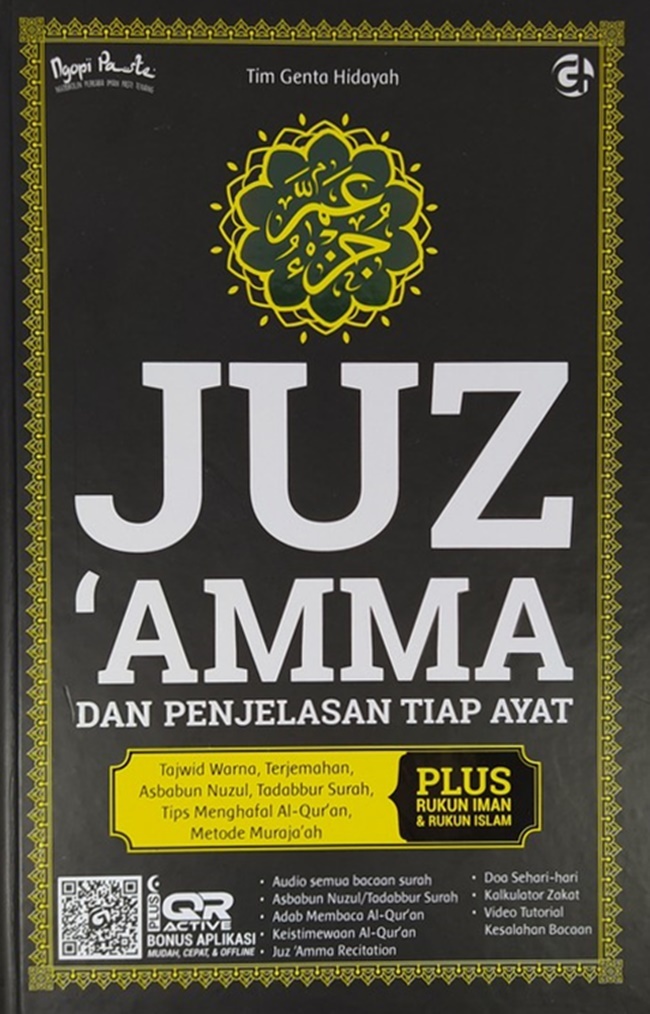 Ngopi Paste
Tim Genta Hidayah
جزء
عمّ
JUZ
‘AMMA
DAN PENJELASAN TIAP AYAT
Tajwid Warna, Terjemahan,
Asbabun Nuzul, Tadabbur Surah,
Tips Menghafal Al-Qur’an,
Metode Muraja’ah
PLUS
RUKUN IMAN
& RUKUN ISLAM
PLUS
QR
ACTIVE
BONUS APLIKASI
MUDAH, CEPAT, & OFFLINE
• Audio semua bacaan surah
• Asbabun Nuzul/Tadabbur Surah
• Adab Membaca Al-Qur’an
• Keistimewaan Al-Qur’an
• Juz ‘Amma Recitation
• Doa Sehari-hari
• Kalkulator Zakat
• Video Tutorial
Kesalahan Bacaan